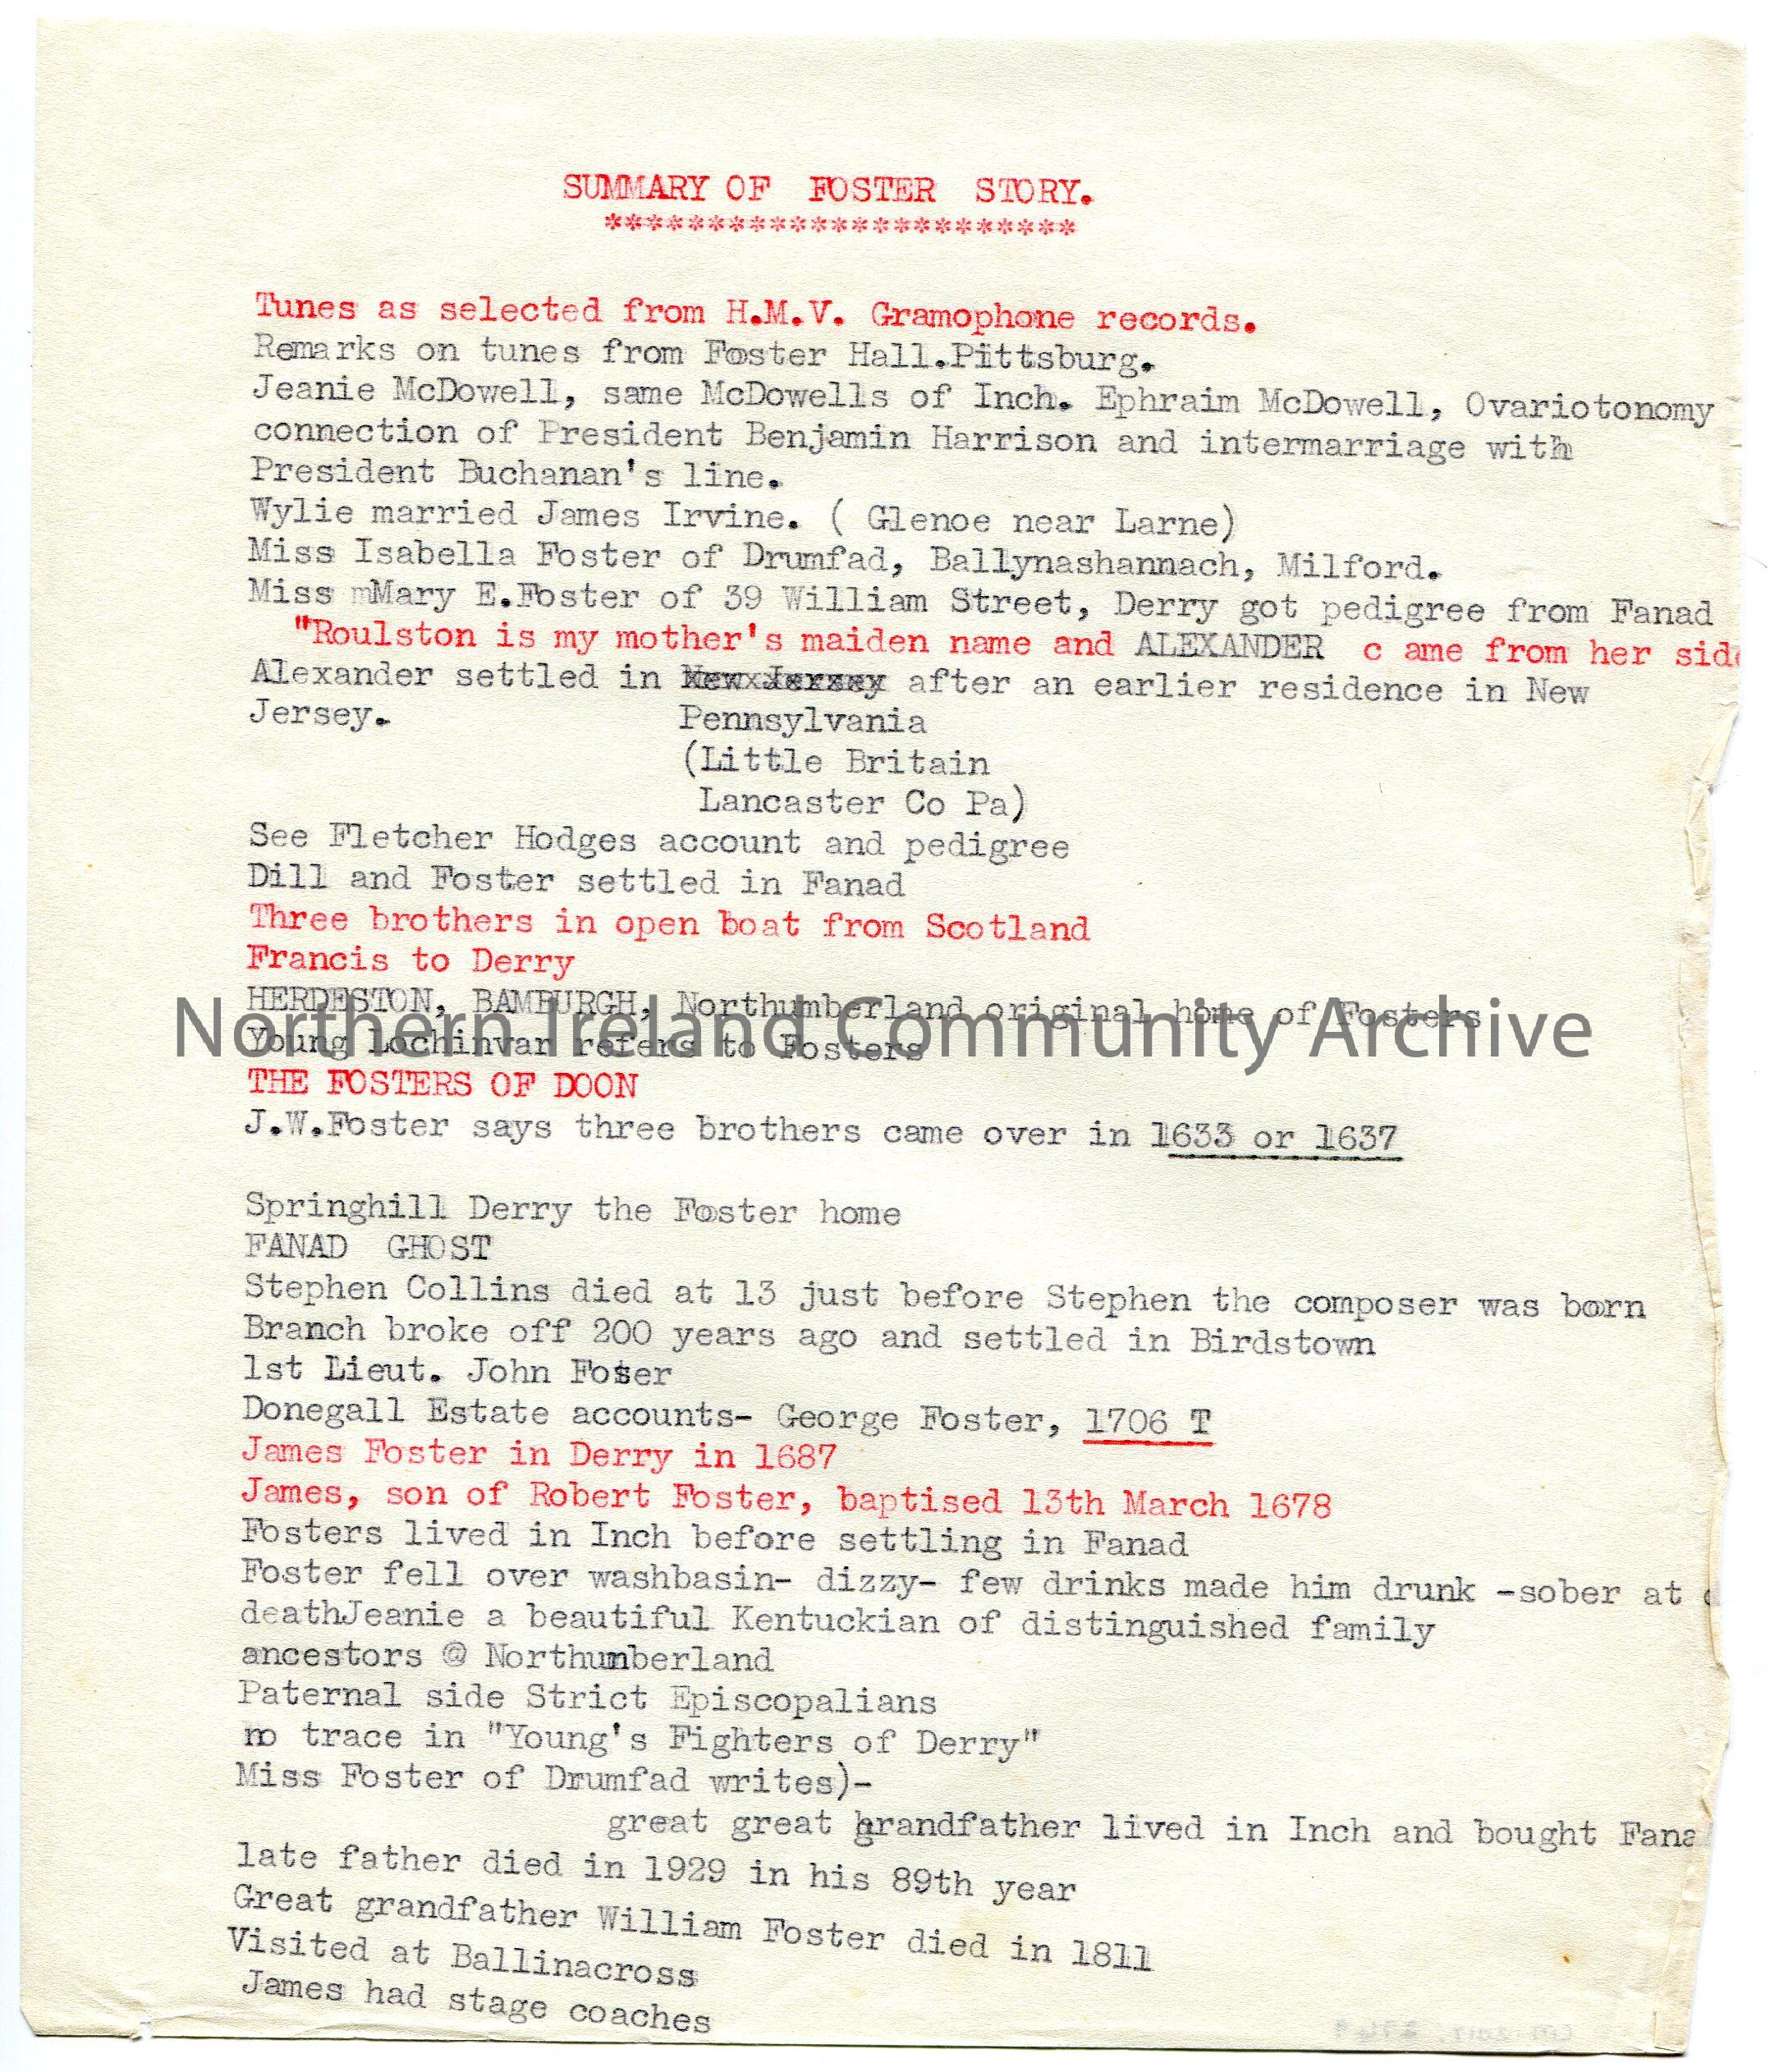 SUMMARY OF FOSTER STORY.
***********************
Tunes as selected from H.M.V. Gramophone records.
Remarks on tunes from Foster Hall.Pittsburg.
Jeanie McDowell, same McDowells of Inch. Ephraim McDowell, Ovariotonomy
connection of President Benjamin Harrison and intermarriage with
President Buchanan's line.
Wylie married James Irvine. ( Glenoe near Larne)
Miss Isabella Foster of Drumfad, Ballynashannach, Milford.
Miss mMary E.Foster of 39 William Street, Derry got pedigree from Fanad
"Roulston is my mother's maiden name and ALEXANDER c ame from her sid
Alexander settled in New Jersey after an earlier residence in New
Jersey. Pennsylvania
(Little Britain
Lancaster Co Pa)
See Fletcher Hodges account and pedigree
Dill and Foster settled in Fanad
Three brothers in open boat from Scotland
Francis to Derry
HERDESTON, BAMBURGH, Northumberland original home of Fosters
Northern Ireland Community Archive
Young Lochinvar refers to Fosters
THE FOSTERS OF DOON
J.W.Foster says three brothers came over in 1633 or 1637
Springhill Derry the Foster home
FANAD GHOST
Stephen Collins died at 13 just before Stephen the composer was born
Branch broke off 200 years ago and settled in Birdstown
1st Lieut. John Foster
Donegall Estate accounts- George Foster, 1706 T
James Foster in Derry in 1687
James, son of Robert Foster, baptised 13th March 1678
Fosters lived in Inch before settling in Fanad
Foster fell over washbasin- dizzy- few drinks made him drunk -sober at
deathJeanie a beautiful Kentuckian of distinguished family
ancestors @ Northumberland
Paternal side Strict Episcopalians
no trace in "Young's Fighters of Derry"
Miss Foster of Drumfad writes)-
great great grandfather lived in Inch and bought Fana
late father died in 1929 in his 89th year
Great grandfather William Foster died in 1811
Visited at Ballinacross
James had stage coaches